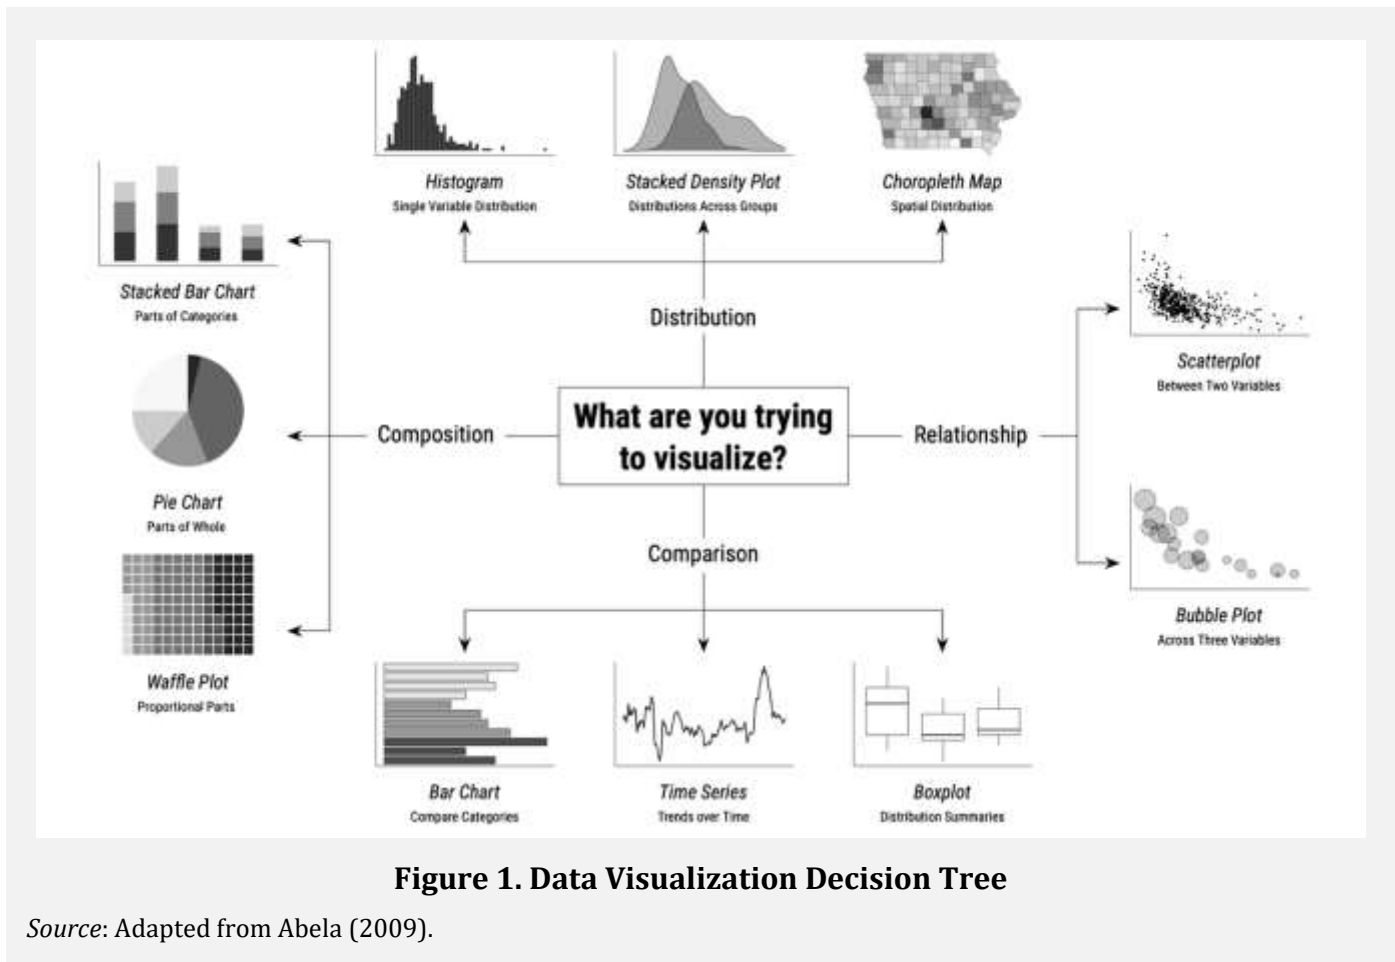 Histogram
Single Variable Distribution
Stacked Density Plot
Distributions Across Groups
Choropleth Map
Spatial Distribution
Stacked Bar Chart
Parts of Categories
Distribution
Scatterplot
Between Two Variables
What are you trying
to visualize?
Composition
Relationship
Pie Chart
Parts of Whole
Comparison
Bubble Plot
Across Three Variables
Waffle Plot
Proportional Parts
Bar Chart
Compare Categories
Time Series
Trends over Time
Boxplot
Distribution Summaries
Figure 1. Data Visualization Decision Tree
Source: Adapted from Abela (2009).